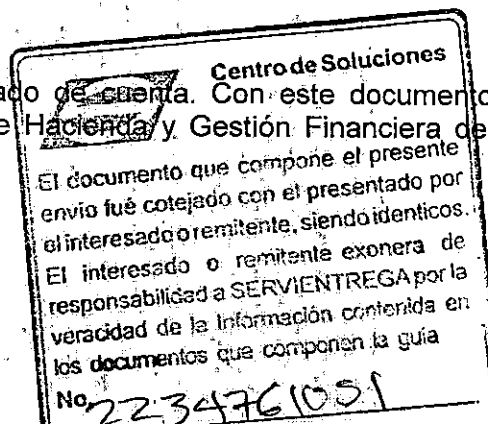 Centro de Soluciones
ado de cuenta. Con este documento
e Hacienda y Gestión Financiera de
El documento que compone el presente
envio fué cotejado con el presentado por
el interesado o remitente, siendo identicos.
El interesado o remitente exonera de
responsabilidad a SERVIENTREGA por la
veracidad de la información contenida en
los documentos que componen la guía
No. 2234761051